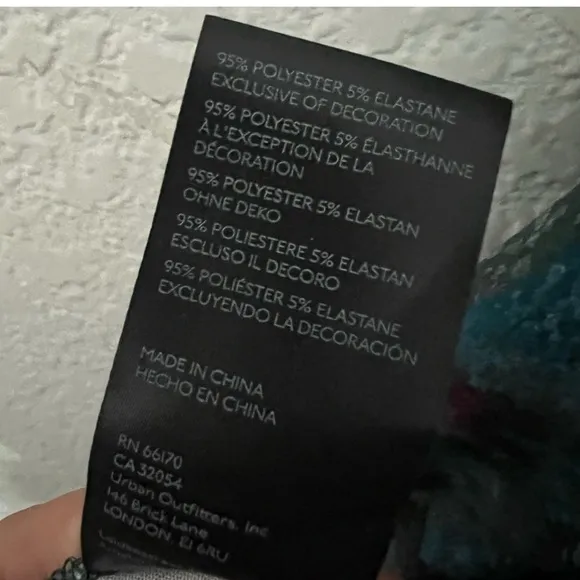 95% POLYESTER 5% ELASTANE
EXCLUSIVE OF DECORATION
95% POLYESTER 5% ÉLASTHANNE
À L'EXCEPTION DE LA
DÉCORATION
95% POLYESTER 5% ELASTAN
OHNE DEKO
95% POLIESTERE 5% ELASTAN
ESCLUSO IL DECORO
95% POLIÉSTER 5% ELASTANE
EXCLUYENDO LA DECORACIÓN
MADE IN CHINA
HECHO EN CHINA
RN 66170
CA 32054
Urban Outfitters, Inc
146 Brick Lane
LONDON, E1 6RU